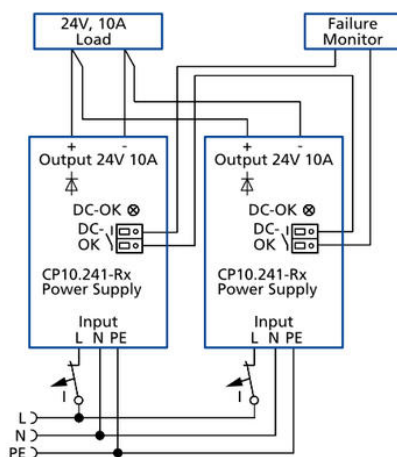 24V, 10A
Load
Failure
Monitor
+ -
Output 24V 10A
DC-OK
DC-
OK
CP10.241-Rx
Power Supply
Input
L N PE
I
+ -
Output 24V 10A
DC-OK
DC-
OK
CP10.241-Rx
Power Supply
Input
L N PE
I
L
N
PE